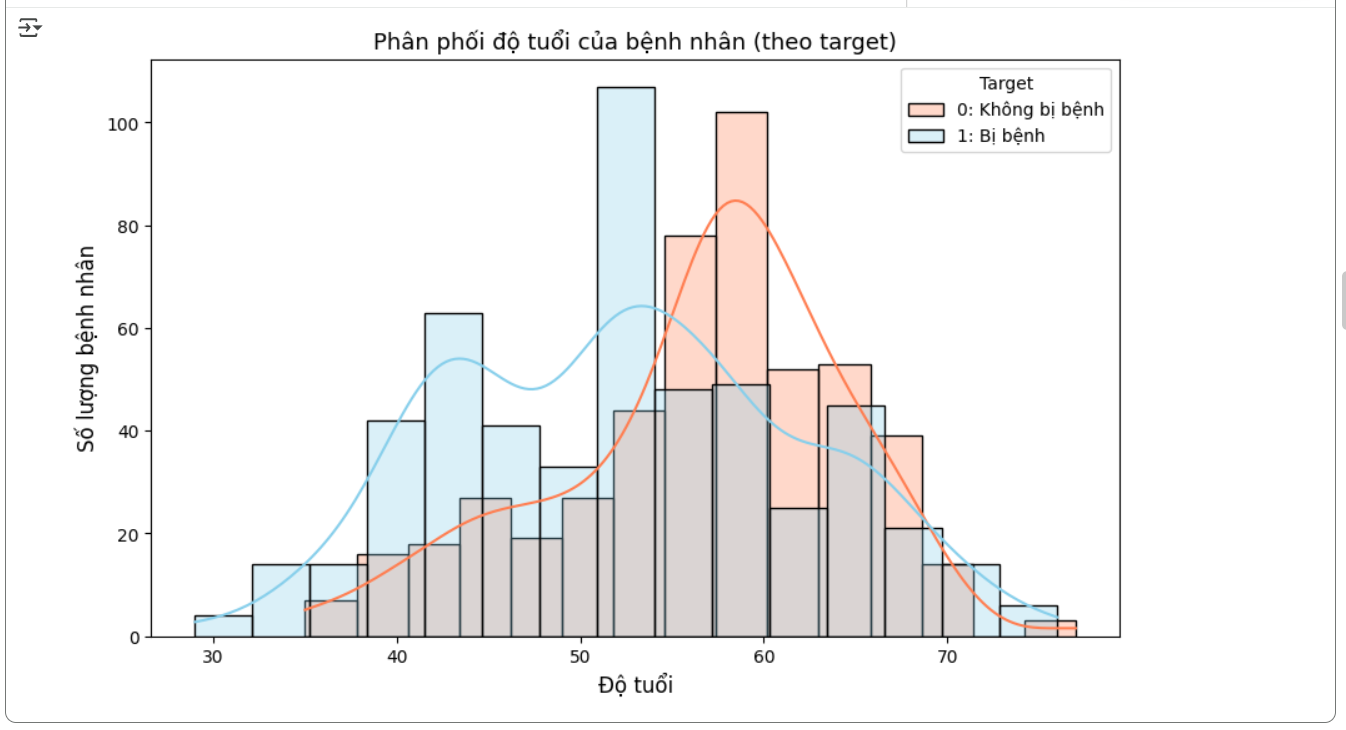 Phân phối độ tuổi của bệnh nhân (theo target)
Target
0: Không bị bệnh
1: Bị bệnh
Số lượng bệnh nhân
100
80
60
40
20
0
30 40 50 60 70
Độ tuổi